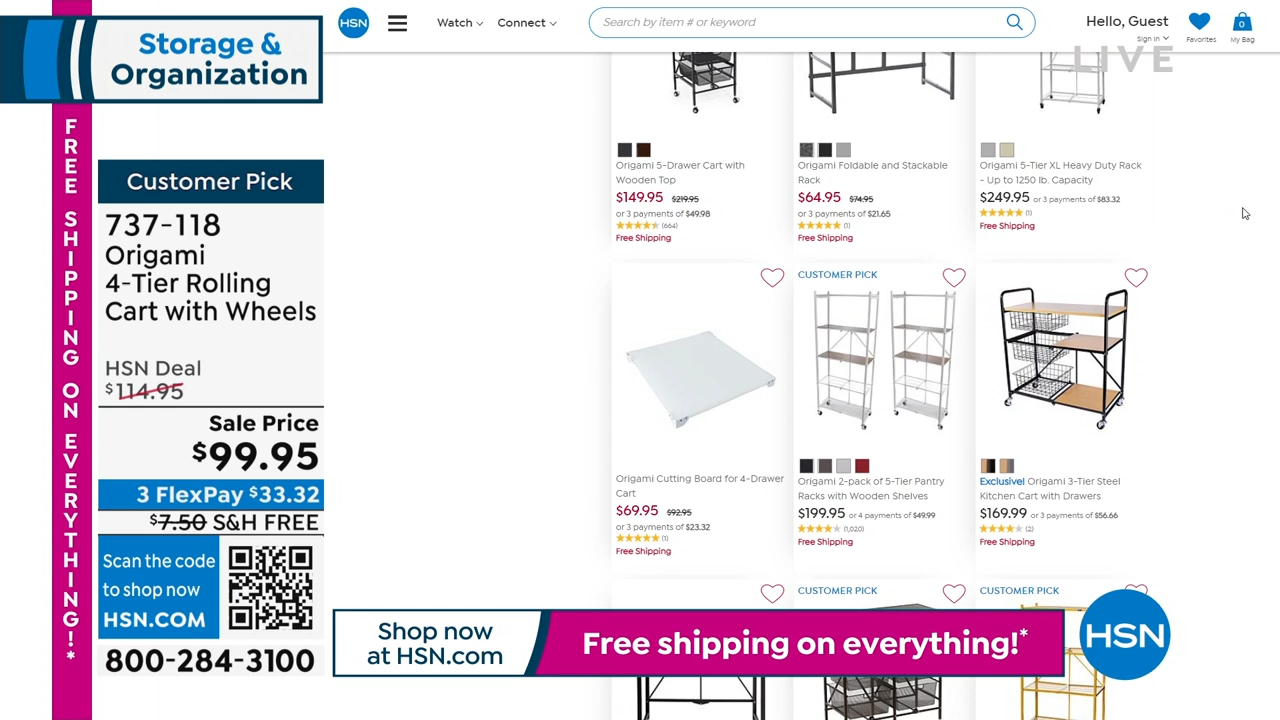 Storage &
Organization
FREE SHIPPING ON EVERYTHING!*
Customer Pick
737-118
Origami
4-Tier Rolling
Cart with Wheels
HSN Deal
$114.95
Sale Price
$99.95
3 FlexPay $33.32
$7.50 S&H FREE
Scan the code
to shop now
HSN.COM
800-284-3100
HSN
Watch
Connect
Search by item # or keyword
Hello, Guest
Sign In
Favorites
0
My Bag
LIVE
Origami 5-Drawer Cart with
Wooden Top
$149.95 $219.95
or 3 payments of $49.98
(664)
Free Shipping
Origami Foldable and Stackable
Rack
$64.95 $74.95
or 3 payments of $21.65
(1)
Free Shipping
Origami 5-Tier XL Heavy Duty Rack
- Up to 1250 lb. Capacity
$249.95 or 3 payments of $83.32
(1)
Free Shipping
Origami Cutting Board for 4-Drawer
Cart
$69.95 $92.95
or 3 payments of $23.32
(1)
Free Shipping
CUSTOMER PICK
Origami 2-pack of 5-Tier Pantry
Racks with Wooden Shelves
$199.95 or 4 payments of $49.99
(1,020)
Free Shipping
Exclusive! Origami 3-Tier Steel
Kitchen Cart with Drawers
$169.99 or 3 payments of $56.66
(2)
Free Shipping
CUSTOMER PICK
CUSTOMER PICK
Shop now
at HSN.com
Free shipping on everything!*
HSN